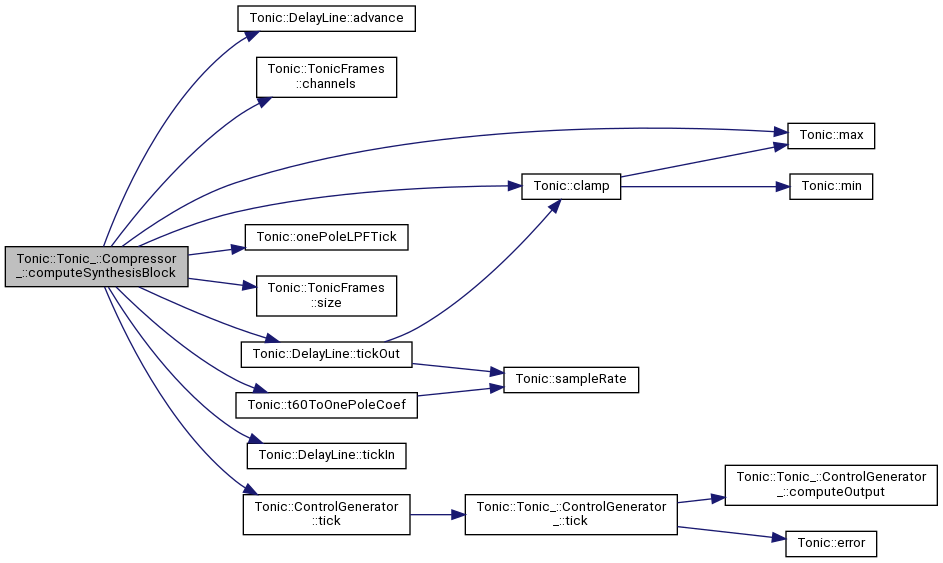 Tonic::DelayLine::advance
Tonic::TonicFrames
::channels
Tonic::max
Tonic::clamp
Tonic::min
Tonic::onePoleLPFTick
Tonic::Tonic_::Compressor
_::computeSynthesisBlock
Tonic::TonicFrames
::size
Tonic::DelayLine::tickOut
Tonic::sampleRate
Tonic::t60ToOnePoleCoef
Tonic::DelayLine::tickIn
Tonic::Tonic_::ControlGenerator
_::computeOutput
Tonic::ControlGenerator
::tick
Tonic::Tonic_::ControlGenerator
_::tick
Tonic::error